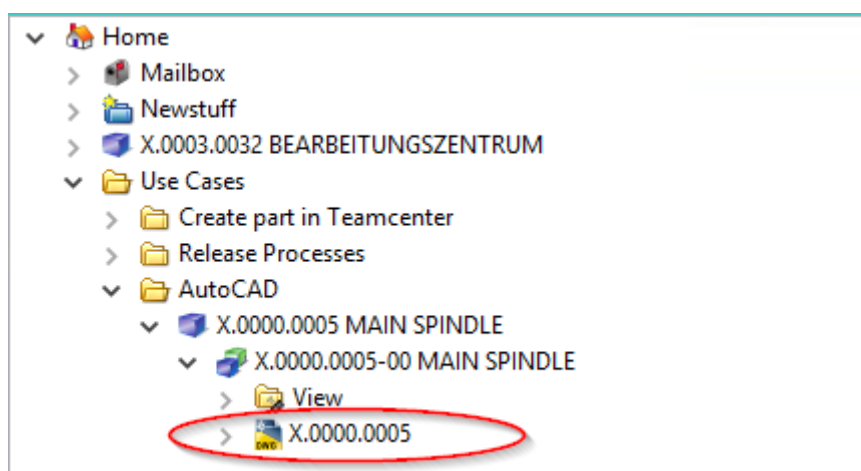 Home
Mailbox
Newstuff
X.0003.0032 BEARBEITUNGSZENTRUM
Use Cases
Create part in Teamcenter
Release Processes
AutoCAD
X.0000.0005 MAIN SPINDLE
X.0000.0005-00 MAIN SPINDLE
View
DWG X.0000.0005